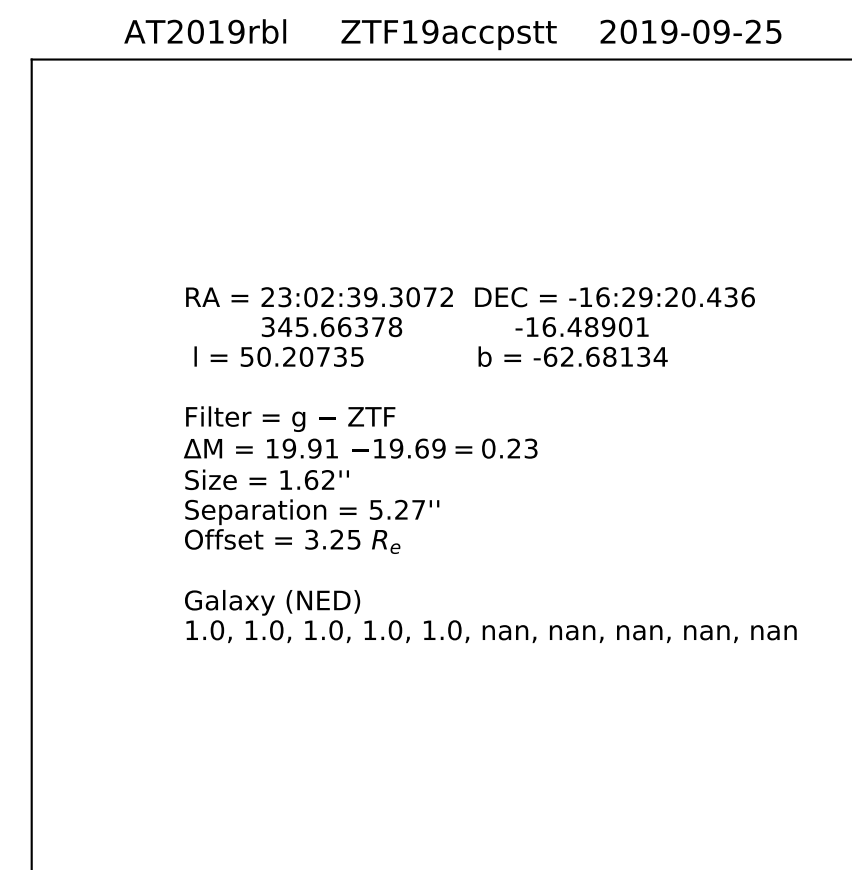 AT2019rbl ZTF19accpstt 2019-09-25
RA = 23:02:39.3072 DEC = -16:29:20.436
345.66378 -16.48901
l = 50.20735 b = -62.68134
Filter = g − ZTF
ΔM = 19.91 −19.69 = 0.23
Size = 1.62''
Separation = 5.27''
Offset = 3.25 Re
Galaxy (NED)
1.0, 1.0, 1.0, 1.0, 1.0, nan, nan, nan, nan, nan